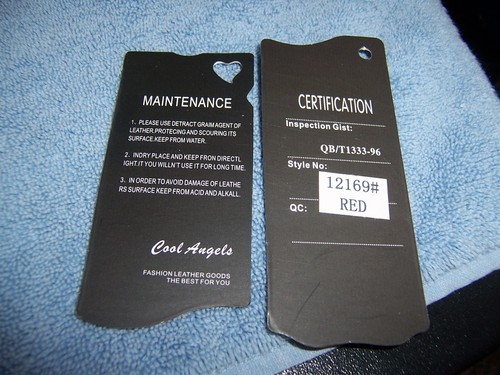 MAINTENANCE
1. PLEASE USE DETRACT GRAIM AGENT OF
LEATHER.PROTECING AND SCOURING ITS
SURFACE.KEEP FROM WATER.
2. INDRY PLACE AND KEEP FRON DIRECTL
IGHT.IT YOU WILLN'T USE IT FOR LONG TIME.
3. IN ORDER TO AVOID DAMAGE OF LEATHE
RS SURFACE KEEP FROM ACID AND ALKALL.
Cool Angels
FASHION LEATHER GOODS
THE BEST FOR YOU
CERTIFICATION
Inspection Gist:
QB/T1333-96
Style No:
12169#
QC:
RED